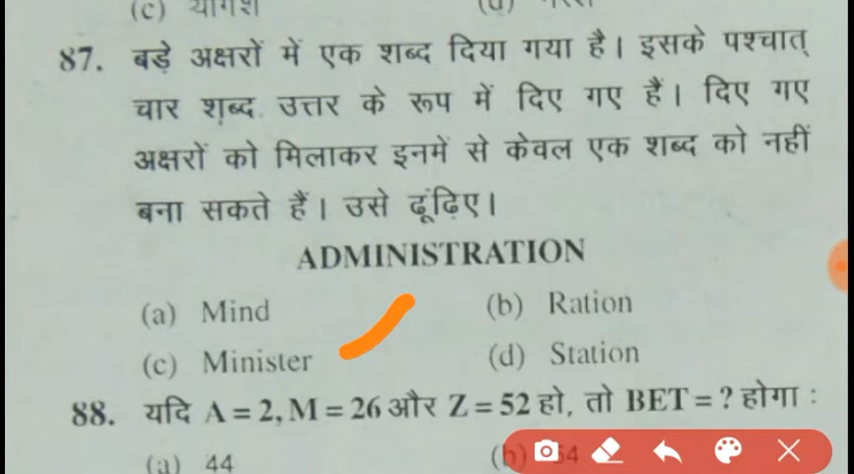 (c) योगेश
87. बड़े अक्षरों में एक शब्द दिया गया है। इसके पश्चात्
चार शब्द उत्तर के रूप में दिए गए हैं। दिए गए
अक्षरों को मिलाकर इनमें से केवल एक शब्द को नहीं
बना सकते हैं। उसे ढूंढ़िए।
ADMINISTRATION
(a) Mind (b) Ration
(c) Minister (d) Station
88. यदि A = 2, M = 26 और Z = 52 हो, तो BET = ? होगा :
(a) 44 (b) 54